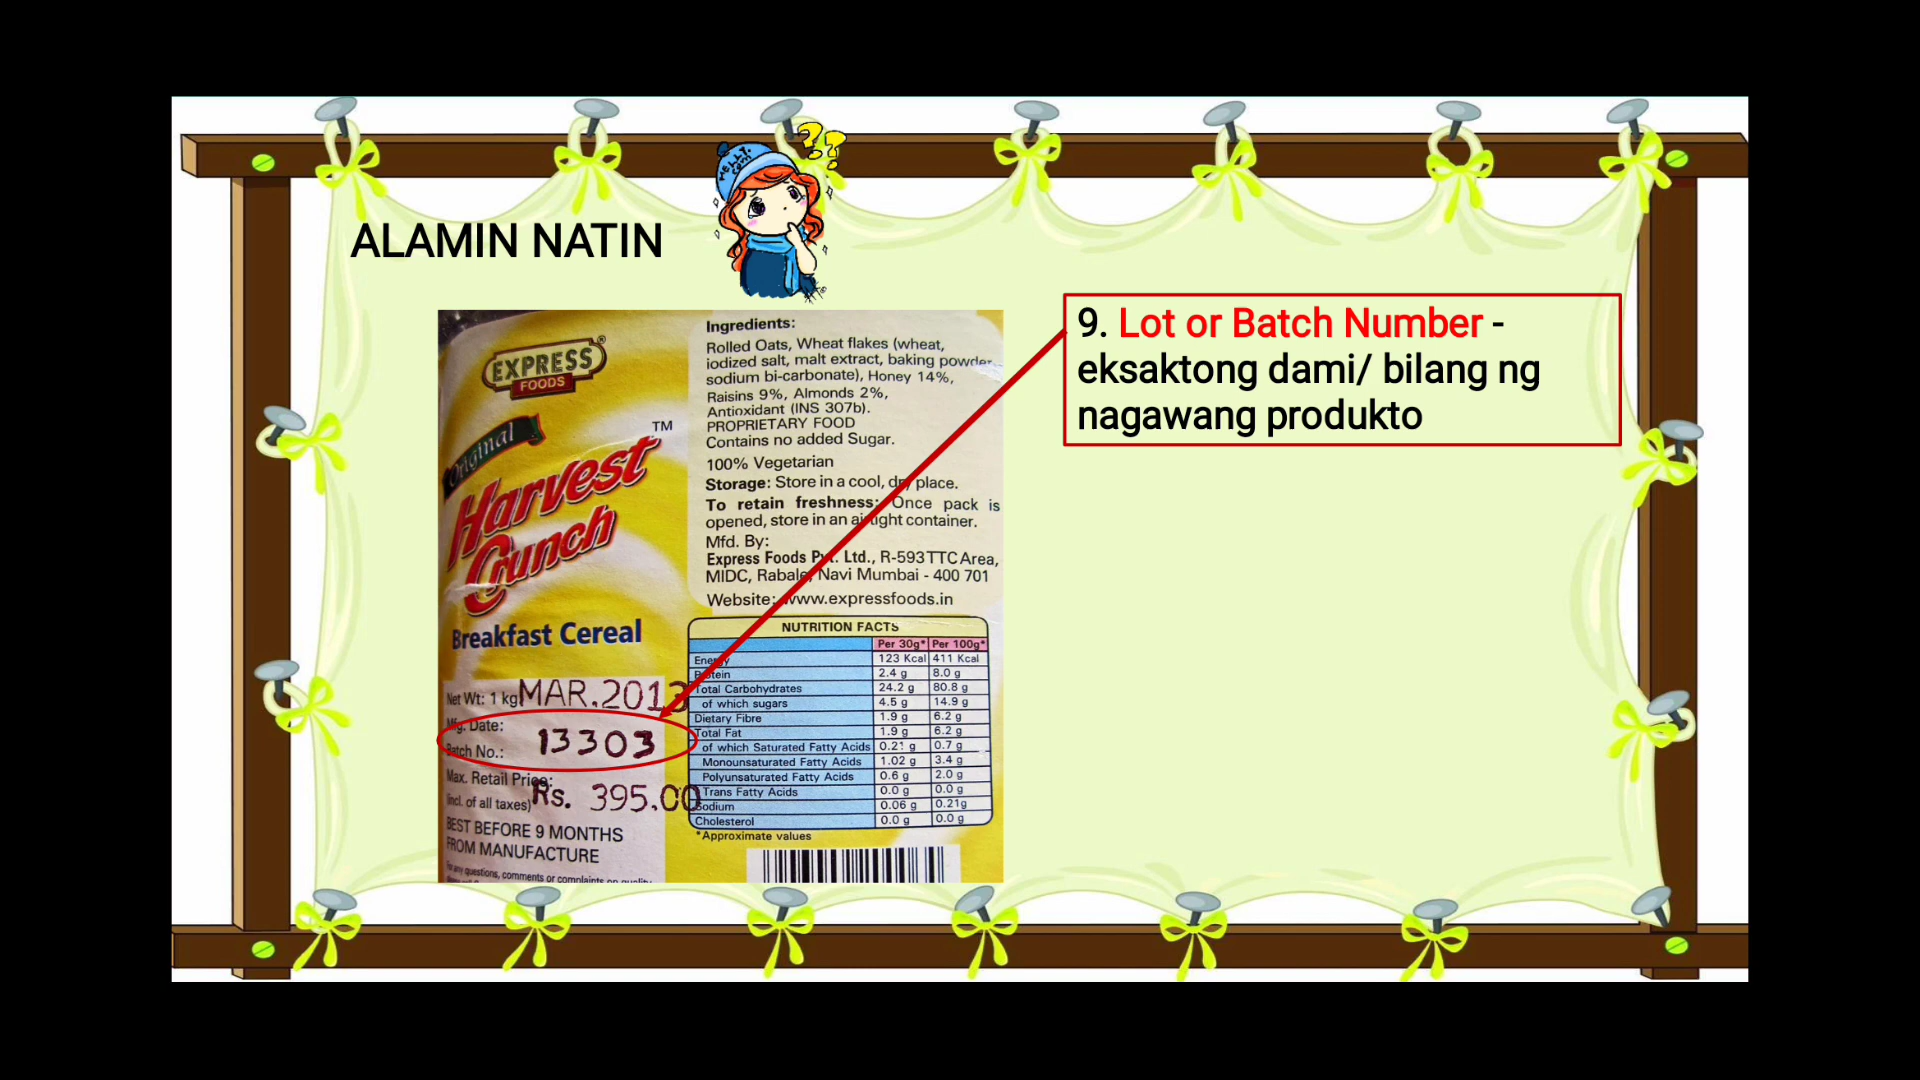 ALAMIN NATIN
9. Lot or Batch Number -
eksaktong dami/ bilang ng
nagawang produkto
EXPRESS®
FOODS
Original
Harvest
Crunch
TM
Breakfast Cereal
Net Wt: 1 kg MAR.2013
Mfg. Date:
Batch No.: 13303
Max. Retail Price:
(incl. of all taxes) Rs. 395.00
BEST BEFORE 9 MONTHS
FROM MANUFACTURE
For any questions, comments or complaints on quality
Ingredients:
Rolled Oats, Wheat flakes (wheat,
iodized salt, malt extract, baking powder,
sodium bi-carbonate), Honey 14%,
Raisins 9%, Almonds 2%,
Antioxidant (INS 307b).
PROPRIETARY FOOD
Contains no added Sugar.
100% Vegetarian
Storage: Store in a cool, dry place.
To retain freshness: Once pack is
opened, store in an airtight container.
Mfd. By:
Express Foods Pvt. Ltd., R-593 TTC Area,
MIDC, Rabale, Navi Mumbai - 400 701
Website: www.expressfoods.in
NUTRITION FACTS
Per 30g* Per 100g*
Energy 123 Kcal 411 Kcal
Protein 2.4 g 8.0 g
Total Carbohydrates 24.2 g 80.8 g
of which sugars 4.5 g 14.9 g
Dietary Fibre 1.9 g 6.2 g
Total Fat 1.9 g 6.2 g
of which Saturated Fatty Acids 0.21 g 0.7 g
Monounsaturated Fatty Acids 1.02 g 3.4 g
Polyunsaturated Fatty Acids 0.6 g 2.0 g
Trans Fatty Acids 0.0 g 0.0 g
Sodium 0.06 g 0.21g
Cholesterol 0.0 g 0.0 g
*Approximate values